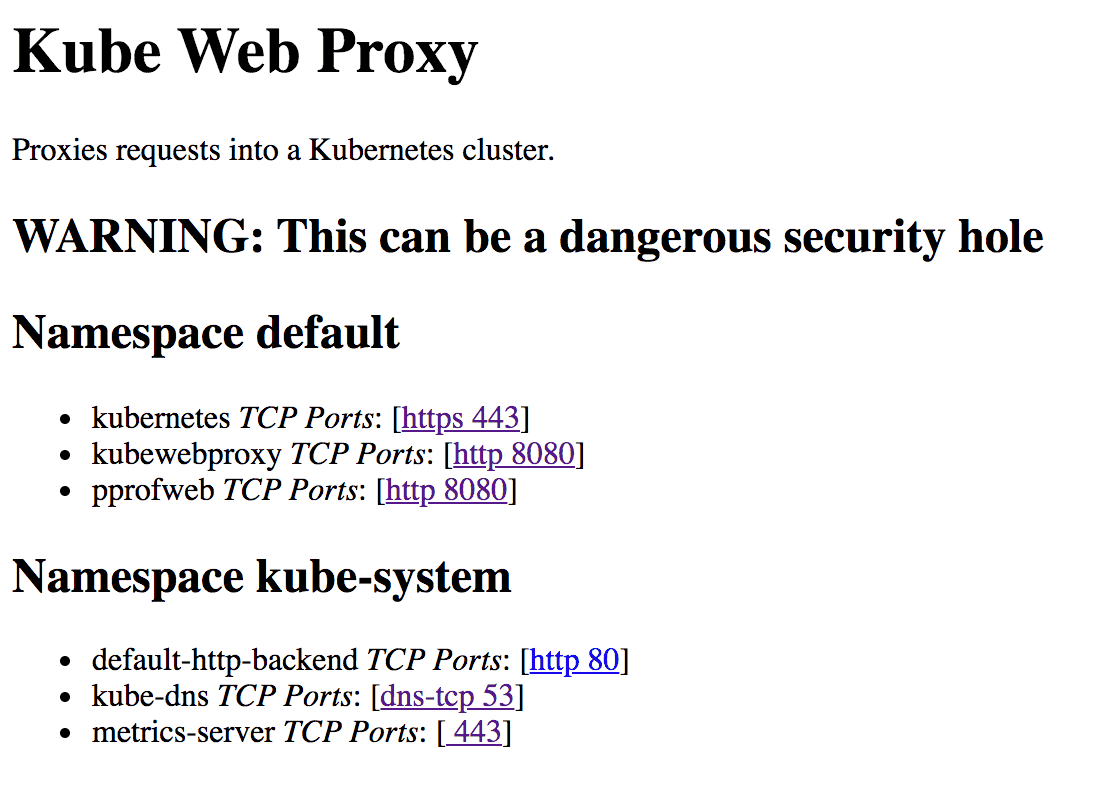 Kube Web Proxy
Proxies requests into a Kubernetes cluster.
WARNING: This can be a dangerous security hole
Namespace default
• kubernetes TCP Ports: [https 443]
• kubewebproxy TCP Ports: [http 8080]
• pprofweb TCP Ports: [http 8080]
Namespace kube-system
• default-http-backend TCP Ports: [http 80]
• kube-dns TCP Ports: [dns-tcp 53]
• metrics-server TCP Ports: [ 443]